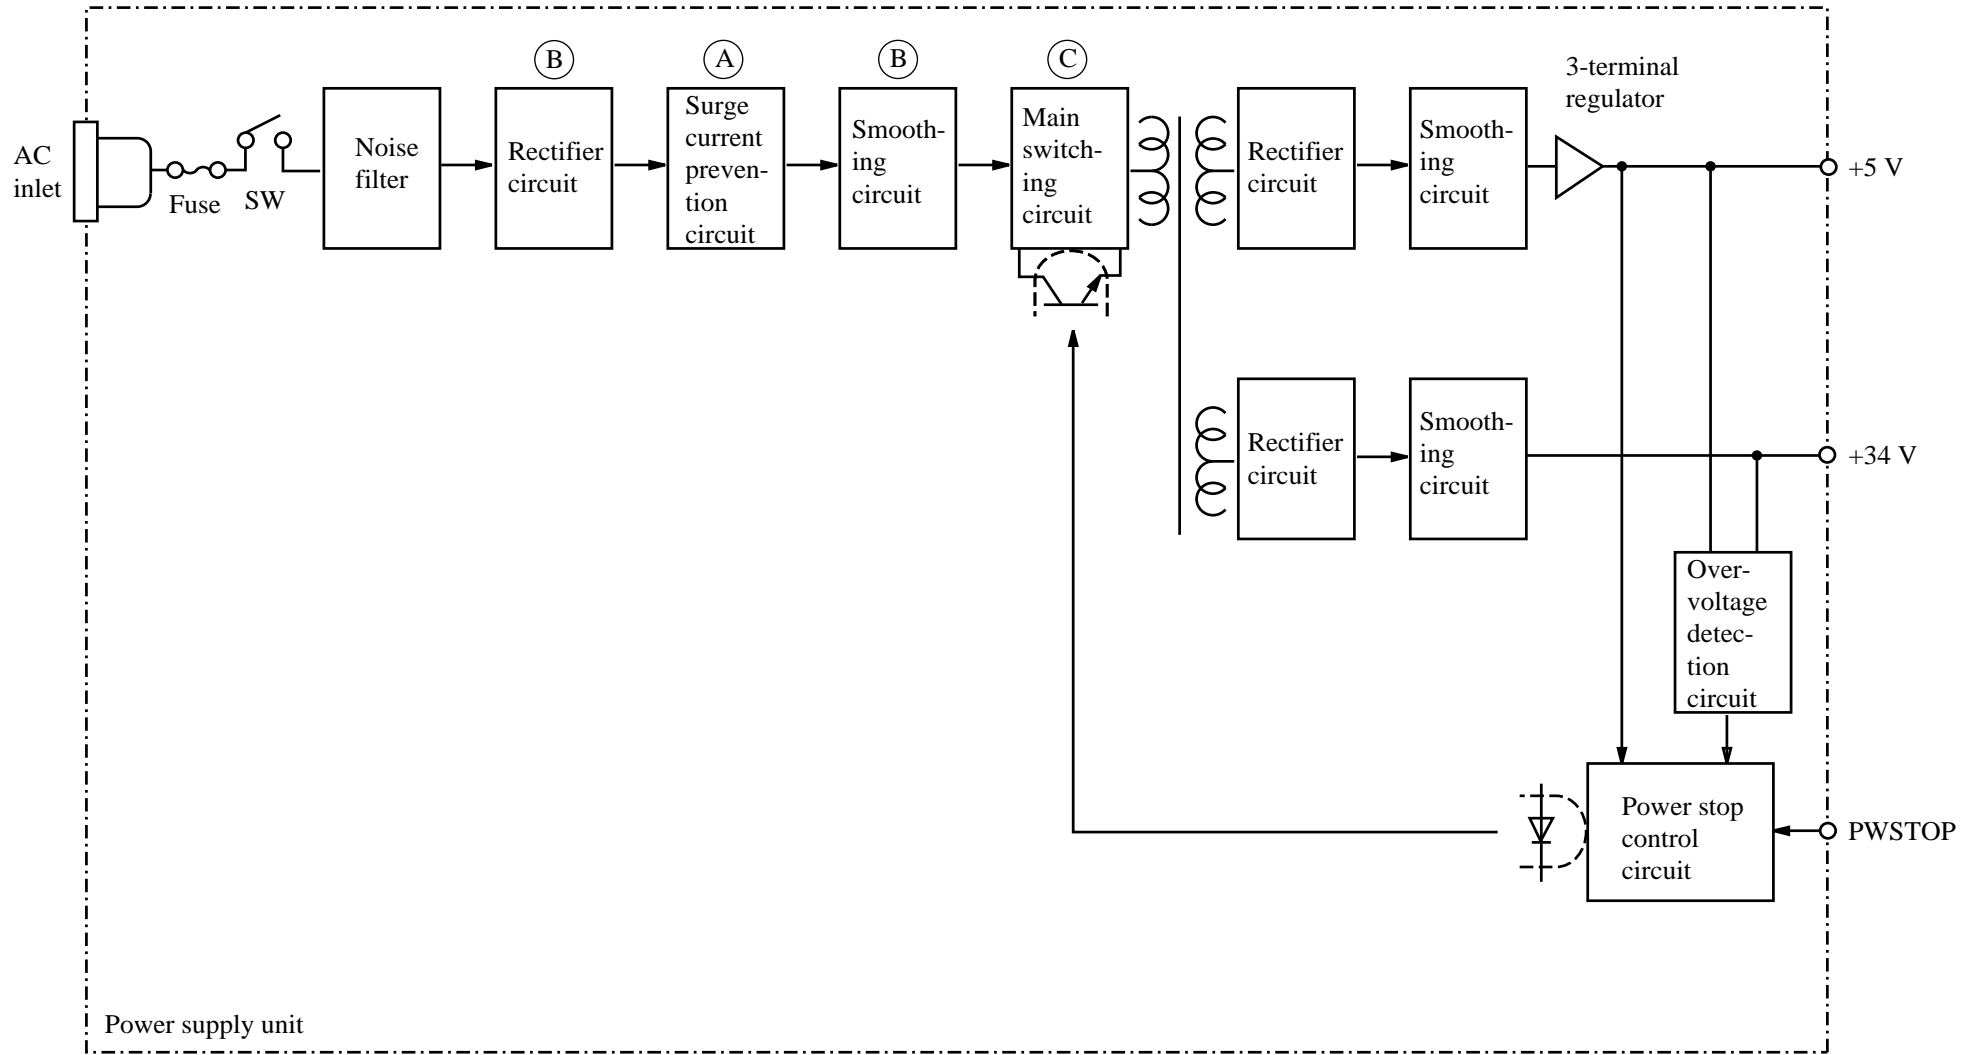 B
A
B
C
3-terminal
regulator
AC
inlet
Fuse
SW
Noise
filter
Rectifier
circuit
Surge
current
preven-
tion
circuit
Smooth-
ing
circuit
Main
switch-
ing
circuit
Rectifier
circuit
Smooth-
ing
circuit
+5 V
Rectifier
circuit
Smooth-
ing
circuit
+34 V
Over-
voltage
detec-
tion
circuit
Power stop
control
circuit
PWSTOP
Power supply unit